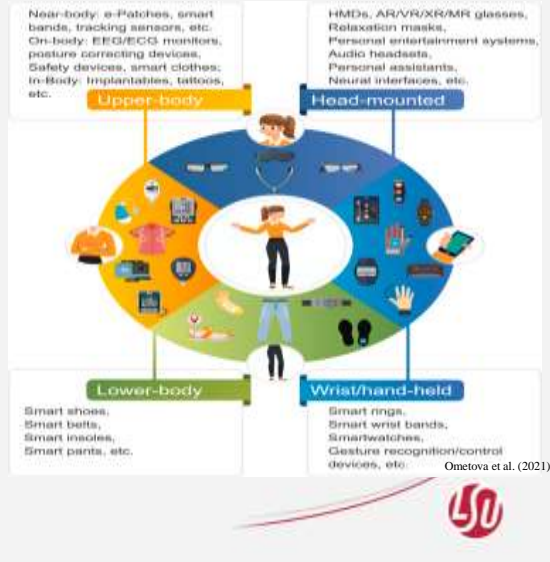 Near-body: e-Patches, smart
bands, tracking sensors, etc.
On-body: EEG/ECG monitors,
posture correcting devices,
Safety devices, smart clothes;
In-Body: Implantables, tattoos,
etc.
Upper-body
HMDs, AR/VR/XR/MR glasses,
Relaxation masks,
Personal entertainment systems,
Audio headsets,
Personal assistants,
Neural interfaces, etc.
Head-mounted
Lower-body
Smart shoes,
Smart belts,
Smart insoles,
Smart pants, etc.
Wrist/hand-held
Smart rings,
Smart wrist bands,
Smartwatches,
Gesture recognition/control
devices, etc.
Ometova et al. (2021)
LSU